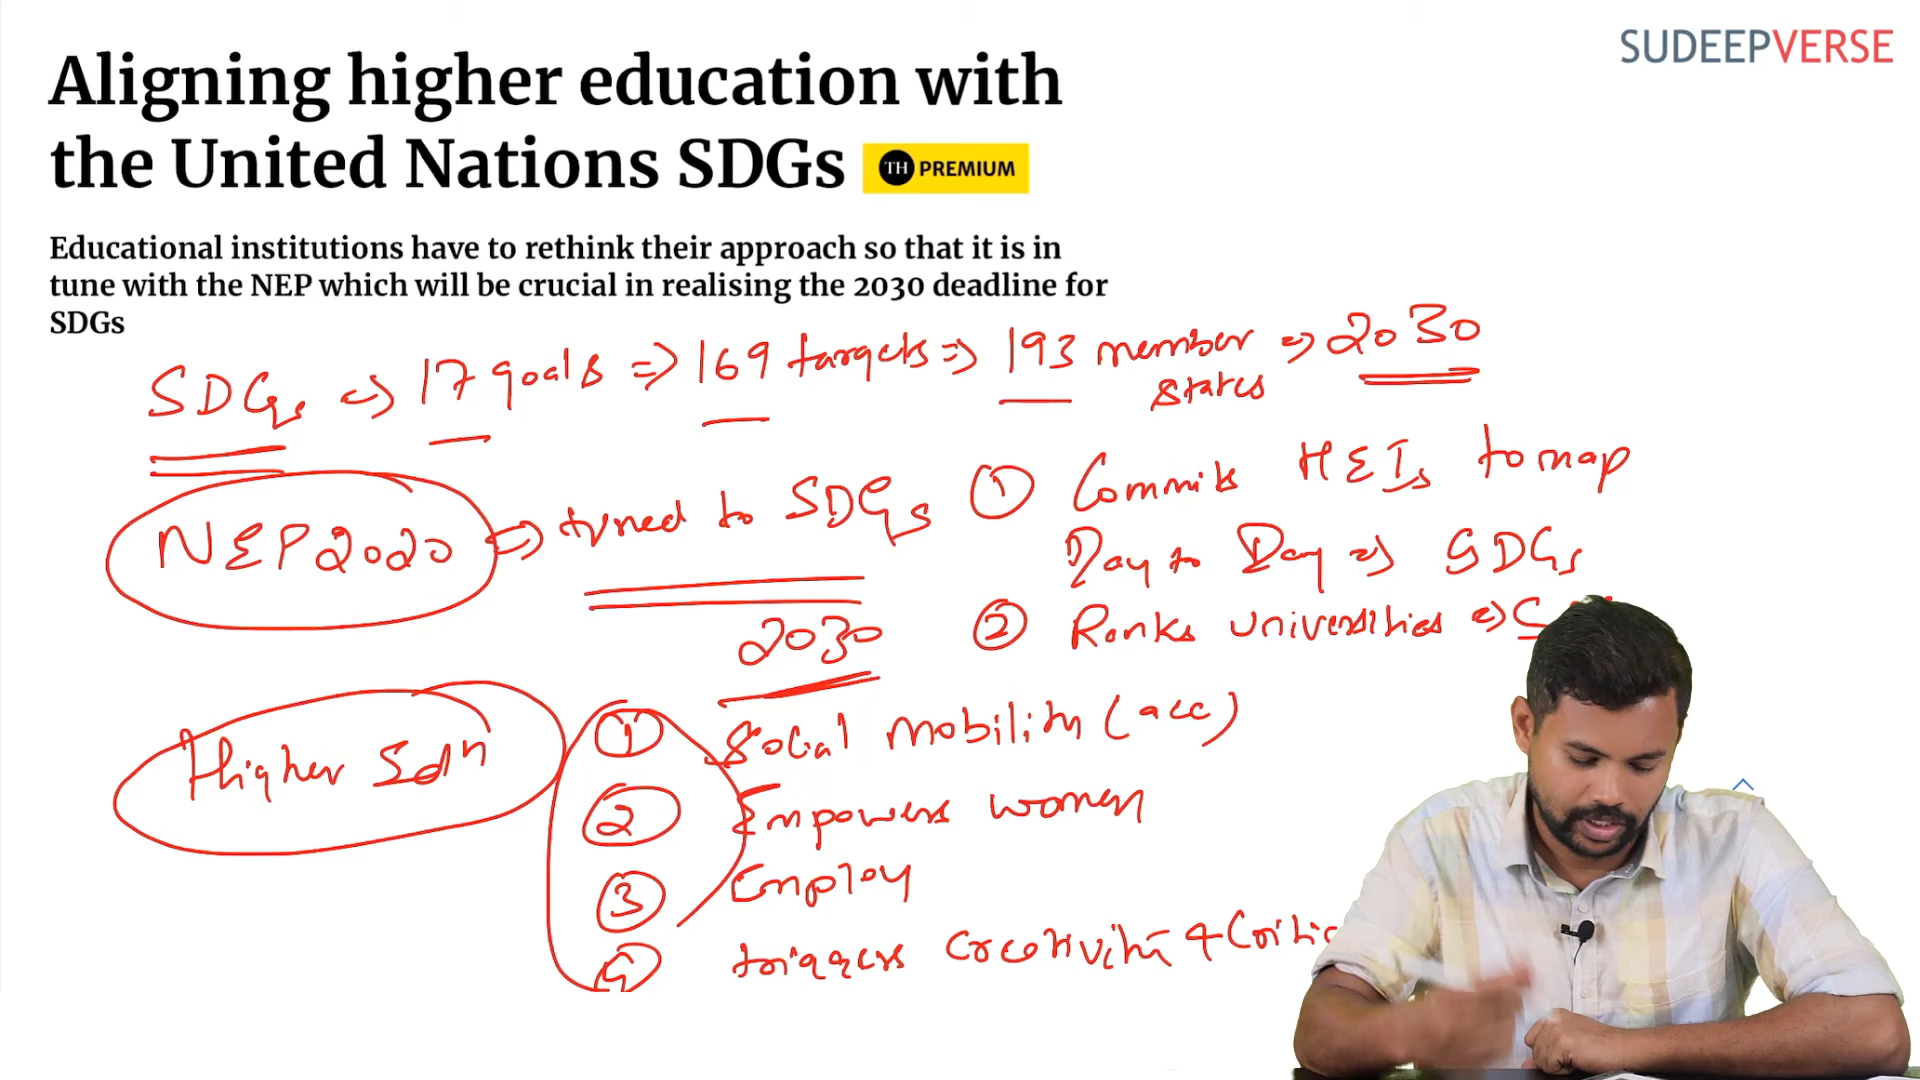 SUDEEPVERSE
Aligning higher education with
the United Nations SDGs TH PREMIUM
Educational institutions have to rethink their approach so that it is in
tune with the NEP which will be crucial in realising the 2030 deadline for
SDGs
SDGs => 17 goals => 169 targets => 193 member states => 2030
NEP 2020 => tuned to SDGs
2030
① Commits HEIs to map
Day to Day => SDGs
② Ranks universities =>
Higher Edn
① Social mobility (acc)
② Empowers women
③ Employ
④ triggers creativity &